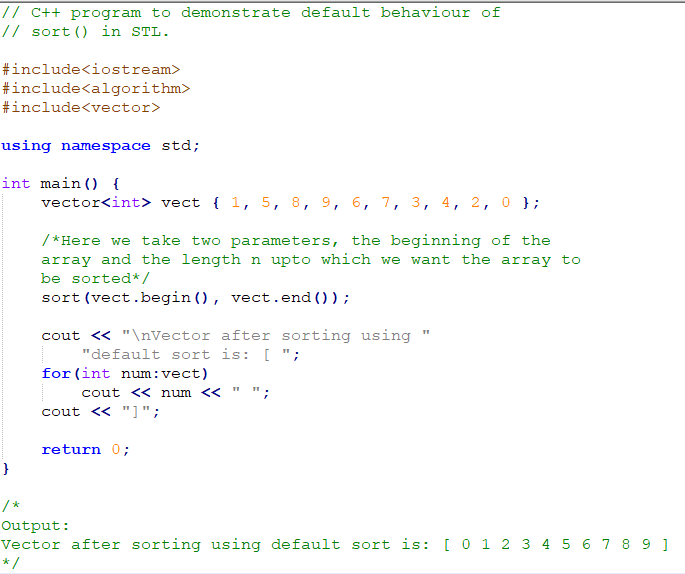 // C++ program to demonstrate default behaviour of
// sort() in STL.
#include<iostream>
#include<algorithm>
#include<vector>
using namespace std;
int main() {
vector<int> vect { 1, 5, 8, 9, 6, 7, 3, 4, 2, 0 };
/*Here we take two parameters, the beginning of the
array and the length n upto which we want the array to
be sorted*/
sort(vect.begin(), vect.end());
cout << "\nVector after sorting using "
"default sort is: [ ";
for(int num:vect)
cout << num << " ";
cout << "]";
return 0;
}
/*
Output:
Vector after sorting using default sort is: [ 0 1 2 3 4 5 6 7 8 9 ]
*/